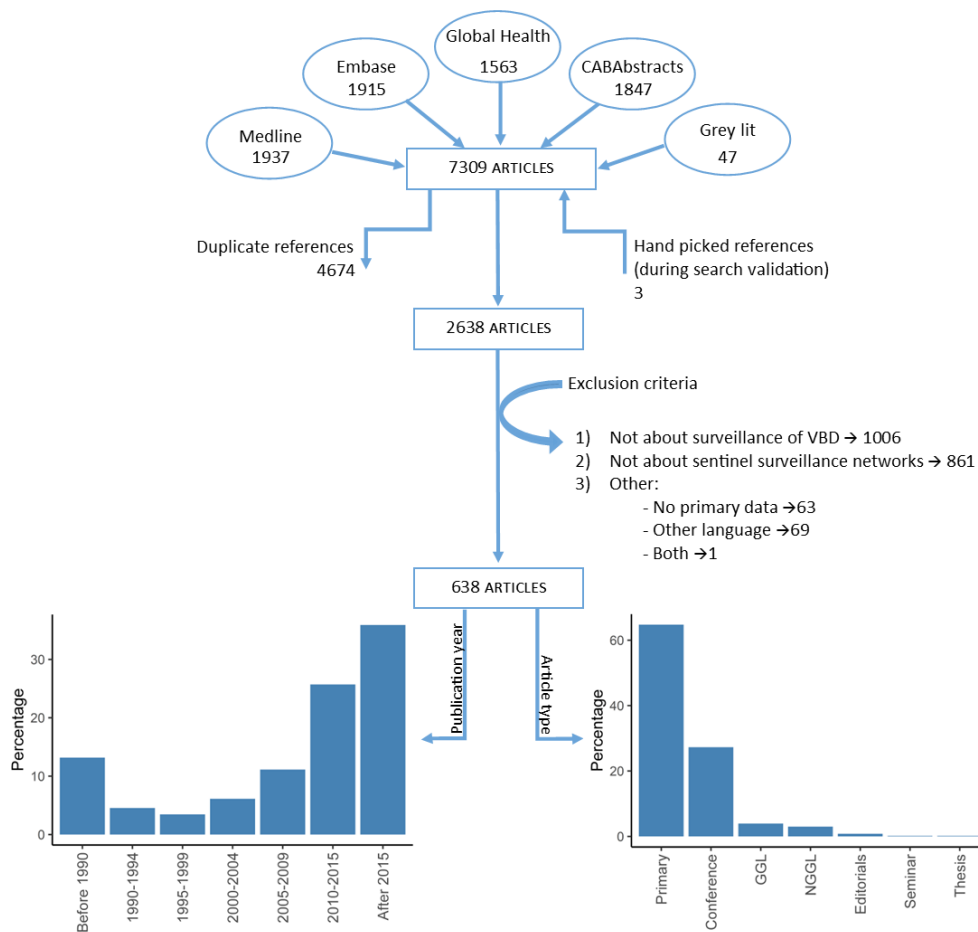 Global Health
1563
Embase
1915
CABAbstracts
1847
Medline
1937
Grey lit
47
7309 ARTICLES
Duplicate references
4674
Hand picked references
(during search validation)
3
2638 ARTICLES
Exclusion criteria
1) Not about surveillance of VBD → 1006
2) Not about sentinel surveillance networks → 861
3) Other:
- No primary data →63
- Other language →69
- Both →1
638 ARTICLES
Publication year
Article type
Percentage
30
20
10
0
Before 1990
1990-1994
1995-1999
2000-2004
2005-2009
2010-2015
After 2015
Percentage
60
40
20
0
Primary
Conference
GGL
NGGL
Editorials
Seminar
Thesis